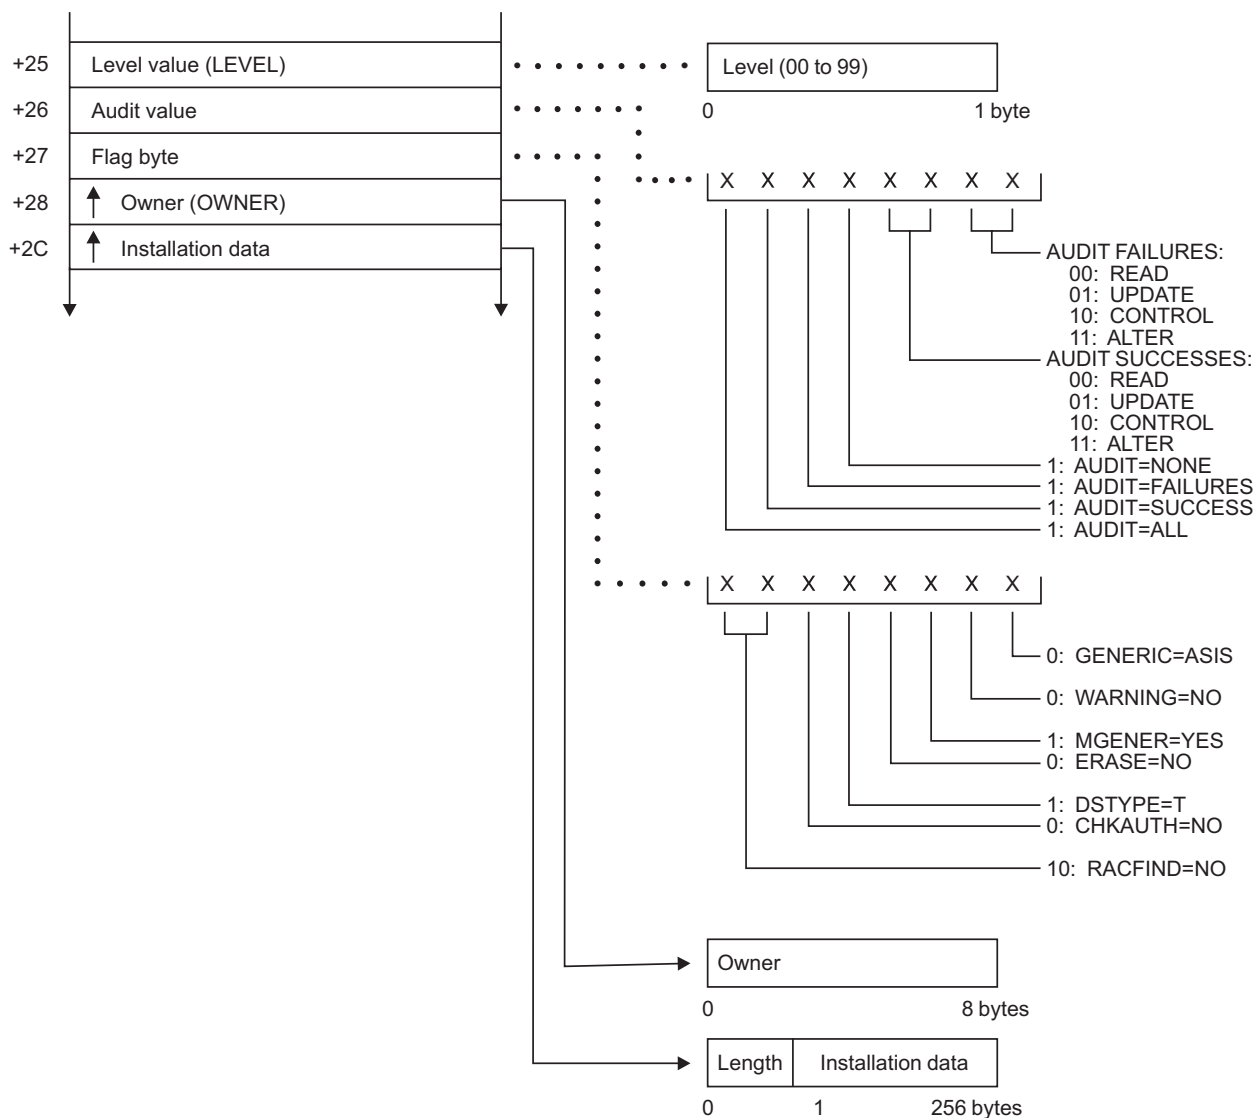 +25 Level value (LEVEL) Level (00 to 99)
0 1 byte
+26 Audit value
+27 Flag byte
X X X X X X X X
+28 Owner (OWNER)
+2C Installation data
AUDIT FAILURES:
00: READ
01: UPDATE
10: CONTROL
11: ALTER
AUDIT SUCCESSES:
00: READ
01: UPDATE
10: CONTROL
11: ALTER
1: AUDIT=NONE
1: AUDIT=FAILURES
1: AUDIT=SUCCESS
1: AUDIT=ALL
X X X X X X X X
0: GENERIC=ASIS
0: WARNING=NO
1: MGENER=YES
0: ERASE=NO
1: DSTYPE=T
0: CHKAUTH=NO
10: RACFIND=NO
Owner
0 8 bytes
Length Installation data
0 1 256 bytes